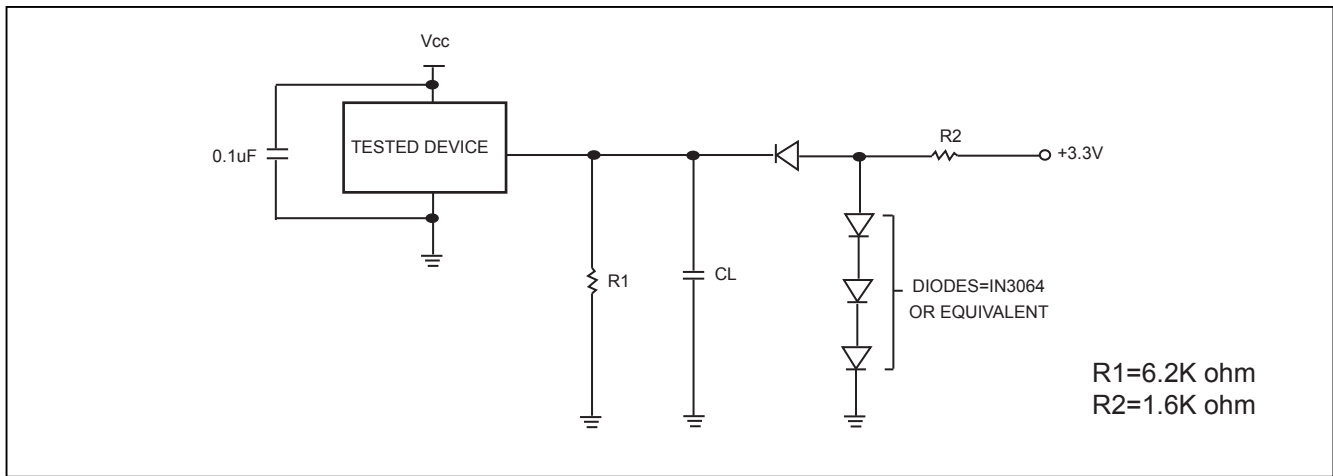 Vcc
0.1uF
TESTED DEVICE
R2
+3.3V
R1
CL
DIODES=IN3064
OR EQUIVALENT
R1=6.2K ohm
R2=1.6K ohm